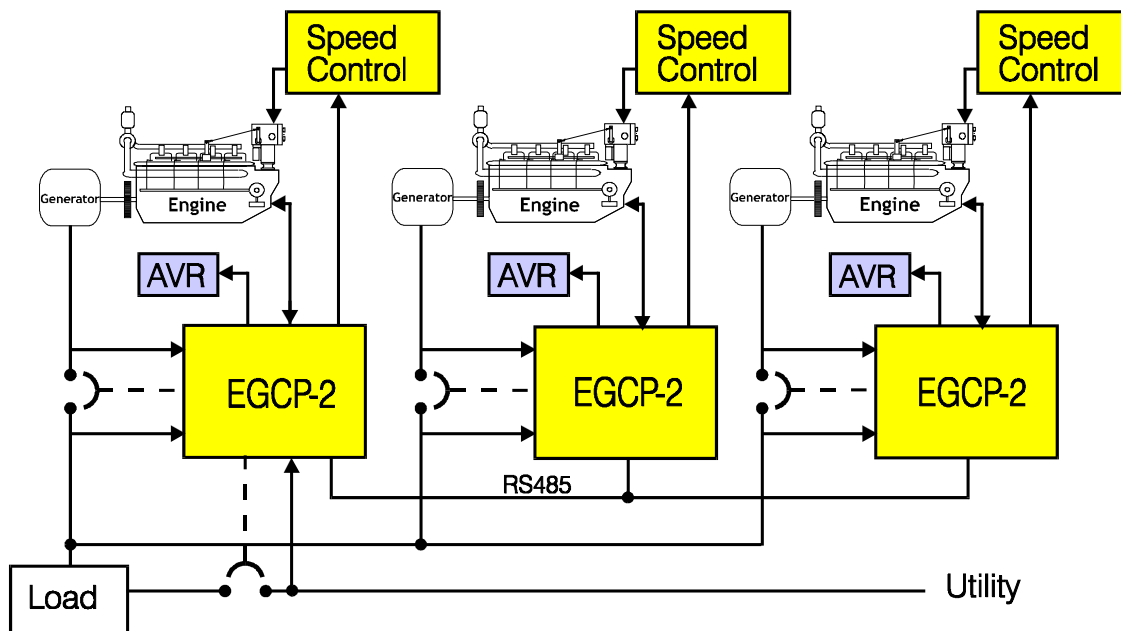 Speed
Control
Speed
Control
Speed
Control
Generator
Engine
Generator
Engine
Generator
Engine
AVR
AVR
AVR
EGCP-2
EGCP-2
EGCP-2
RS485
Load
Utility